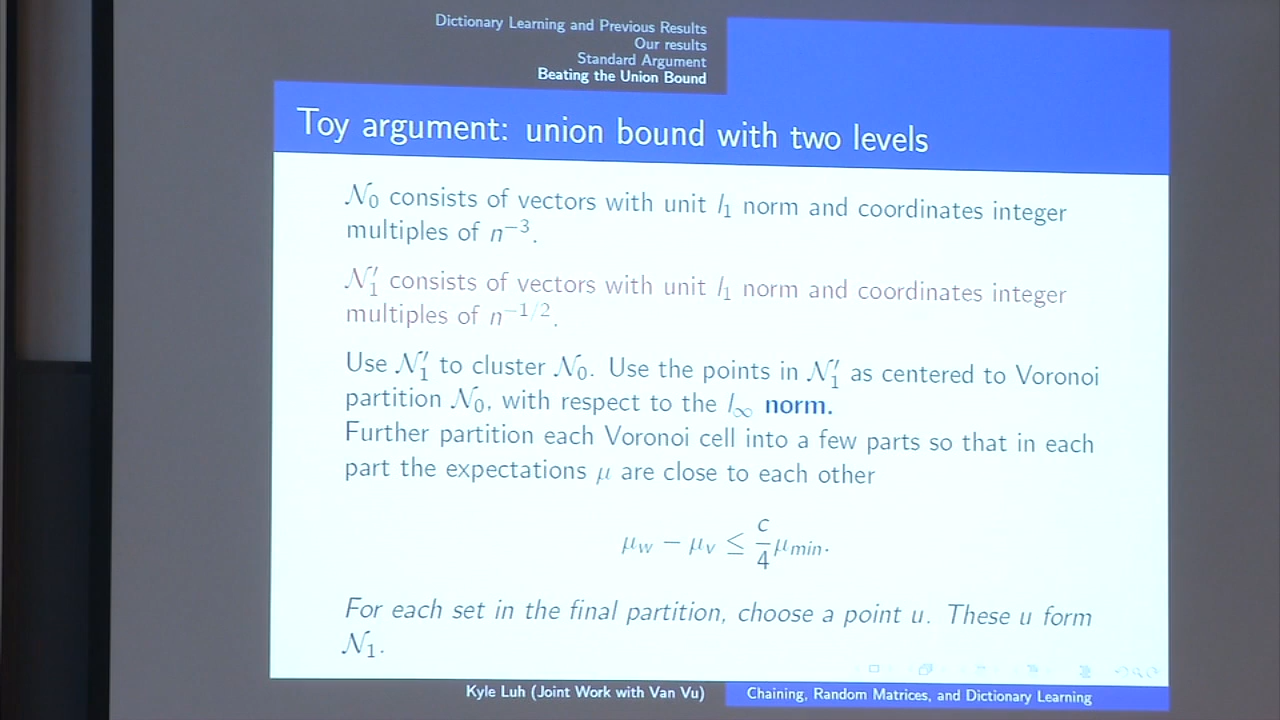 Dictionary Learning and Previous Results
Our results
Standard Argument
Beating the Union Bound
Toy argument: union bound with two levels
𝒩₀ consists of vectors with unit l₁ norm and coordinates integer
multiples of n⁻³.
𝒩₁′ consists of vectors with unit l₁ norm and coordinates integer
multiples of n^{-1/2}.
Use 𝒩₁′ to cluster 𝒩₀. Use the points in 𝒩₁′ as centered to Voronoi
partition 𝒩₀, with respect to the l_∞ norm.
Further partition each Voronoi cell into a few parts so that in each
part the expectations μ are close to each other
μ_w − μ_v ≤ c/4 μ_min.
For each set in the final partition, choose a point u. These u form
𝒩₁.
Kyle Luh (Joint Work with Van Vu)
Chaining, Random Matrices, and Dictionary Learning